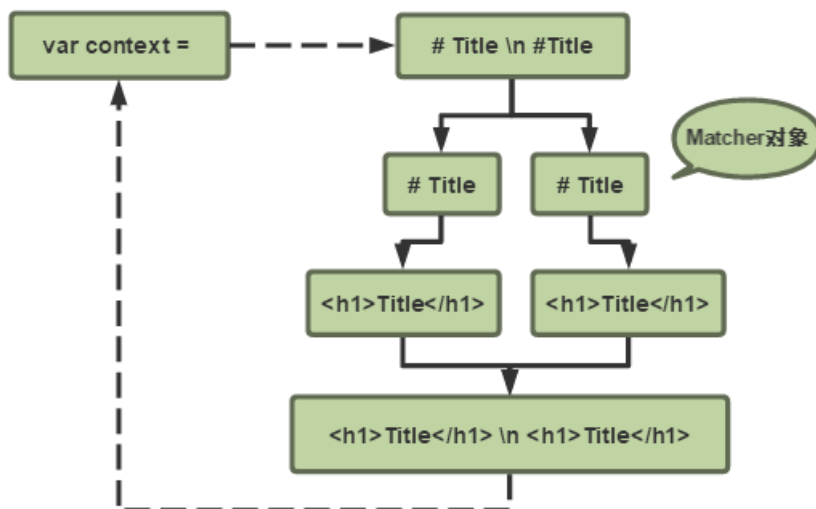 var context =
# Title \n #Title
Matcher对象
# Title
# Title
<h1>Title</h1>
<h1>Title</h1>
<h1>Title</h1> \n <h1>Title</h1>